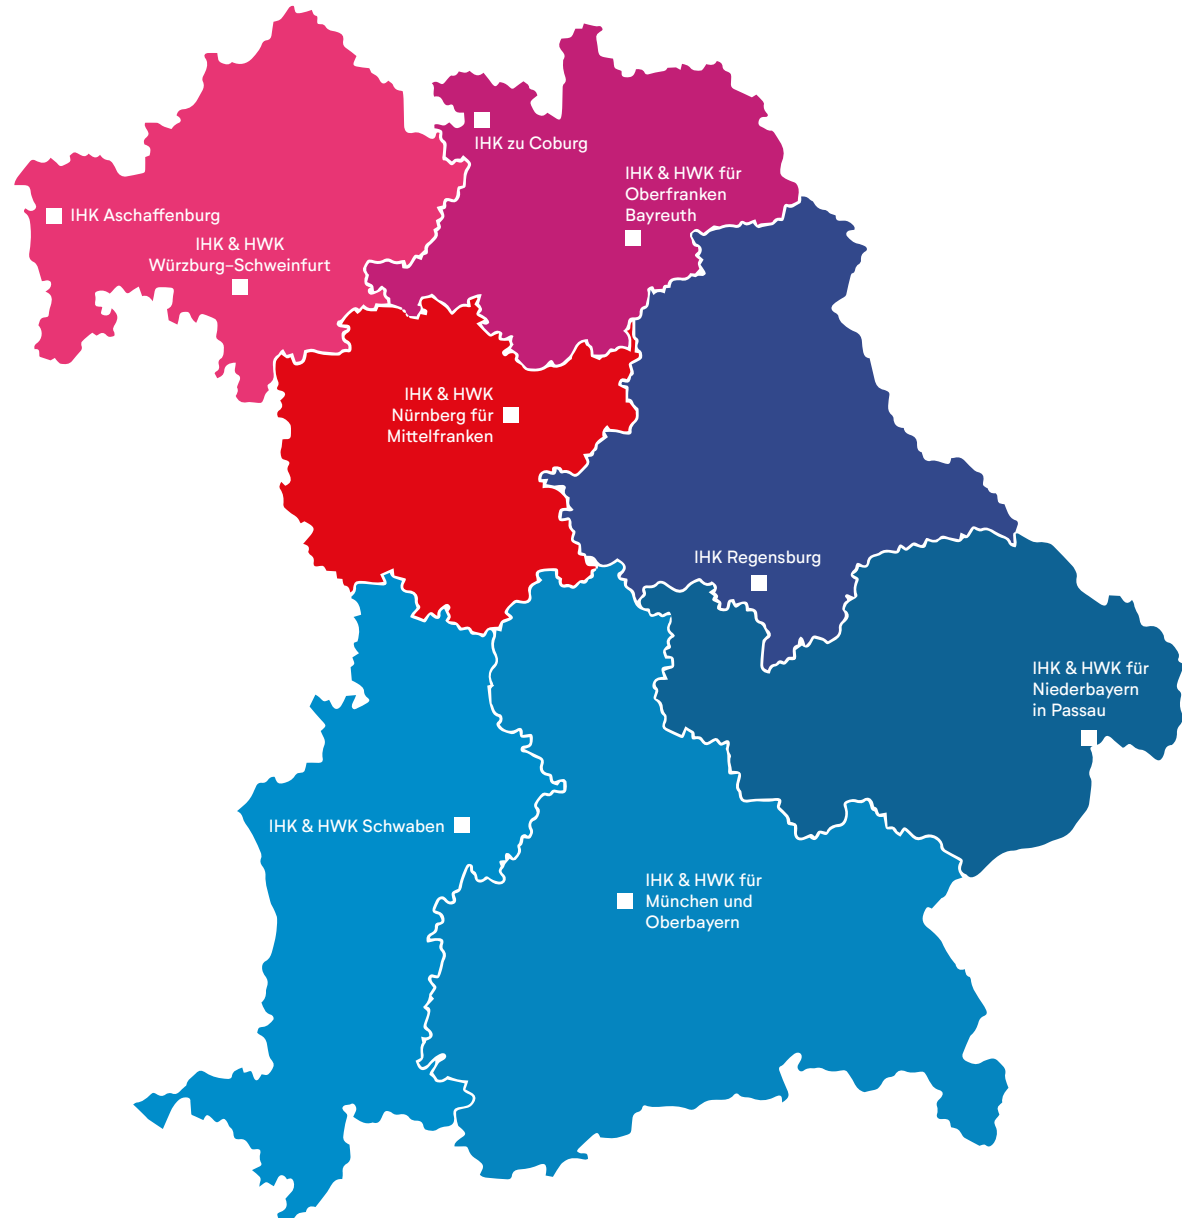 IHK zu Coburg
IHK & HWK für
Oberfranken
Bayreuth
IHK Aschaffenburg
IHK & HWK
Würzburg–Schweinfurt
IHK & HWK
Nürnberg für
Mittelfranken
IHK Regensburg
IHK & HWK für
Niederbayern
in Passau
IHK & HWK Schwaben
IHK & HWK für
München und
Oberbayern